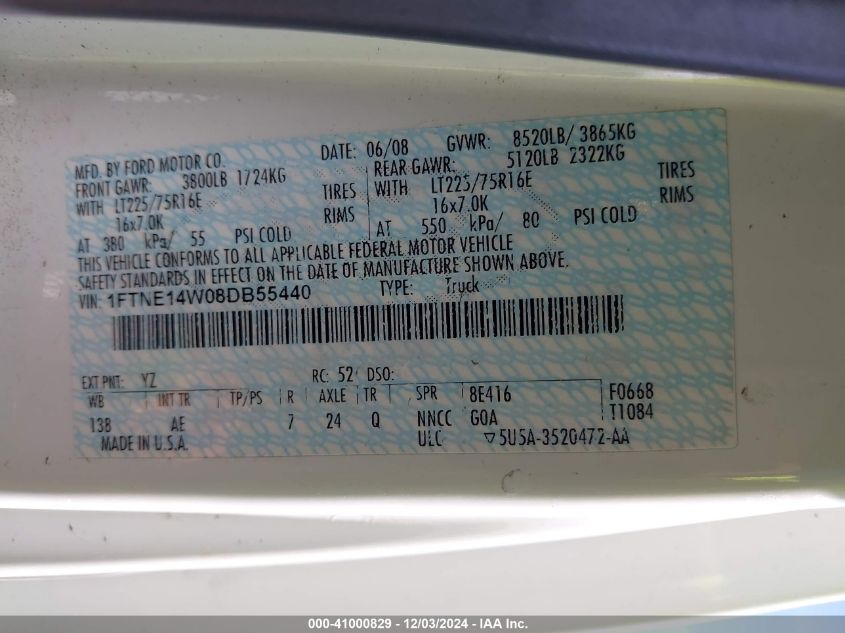 MFD. BY FORD MOTOR CO.
DATE: 06/08 GVWR: 8520LB/ 3865KG
FRONT GAWR: 3800LB 1724KG
REAR GAWR: 5120LB 2322KG
WITH LT225/75R16E TIRES
WITH LT225/75R16E TIRES
16x7.0K RIMS
16x7.0K RIMS
AT 380 kPa/ 55 PSI COLD
AT 550 kPa/ 80 PSI COLD
THIS VEHICLE CONFORMS TO ALL APPLICABLE FEDERAL MOTOR VEHICLE
SAFETY STANDARDS IN EFFECT ON THE DATE OF MANUFACTURE SHOWN ABOVE.
VIN: 1FTNE14W08DB55440 TYPE: Truck
EXT PNT: YZ RC: 52 DSO:
WB INT TR TP/PS R AXLE TR SPR 8E416 F0668
138 AE 7 24 Q NNCC G0A T1084
MADE IN U.S.A. ULC ▽5U5A-3520472-AA
000-41000829 - 12/03/2024 - IAA Inc.